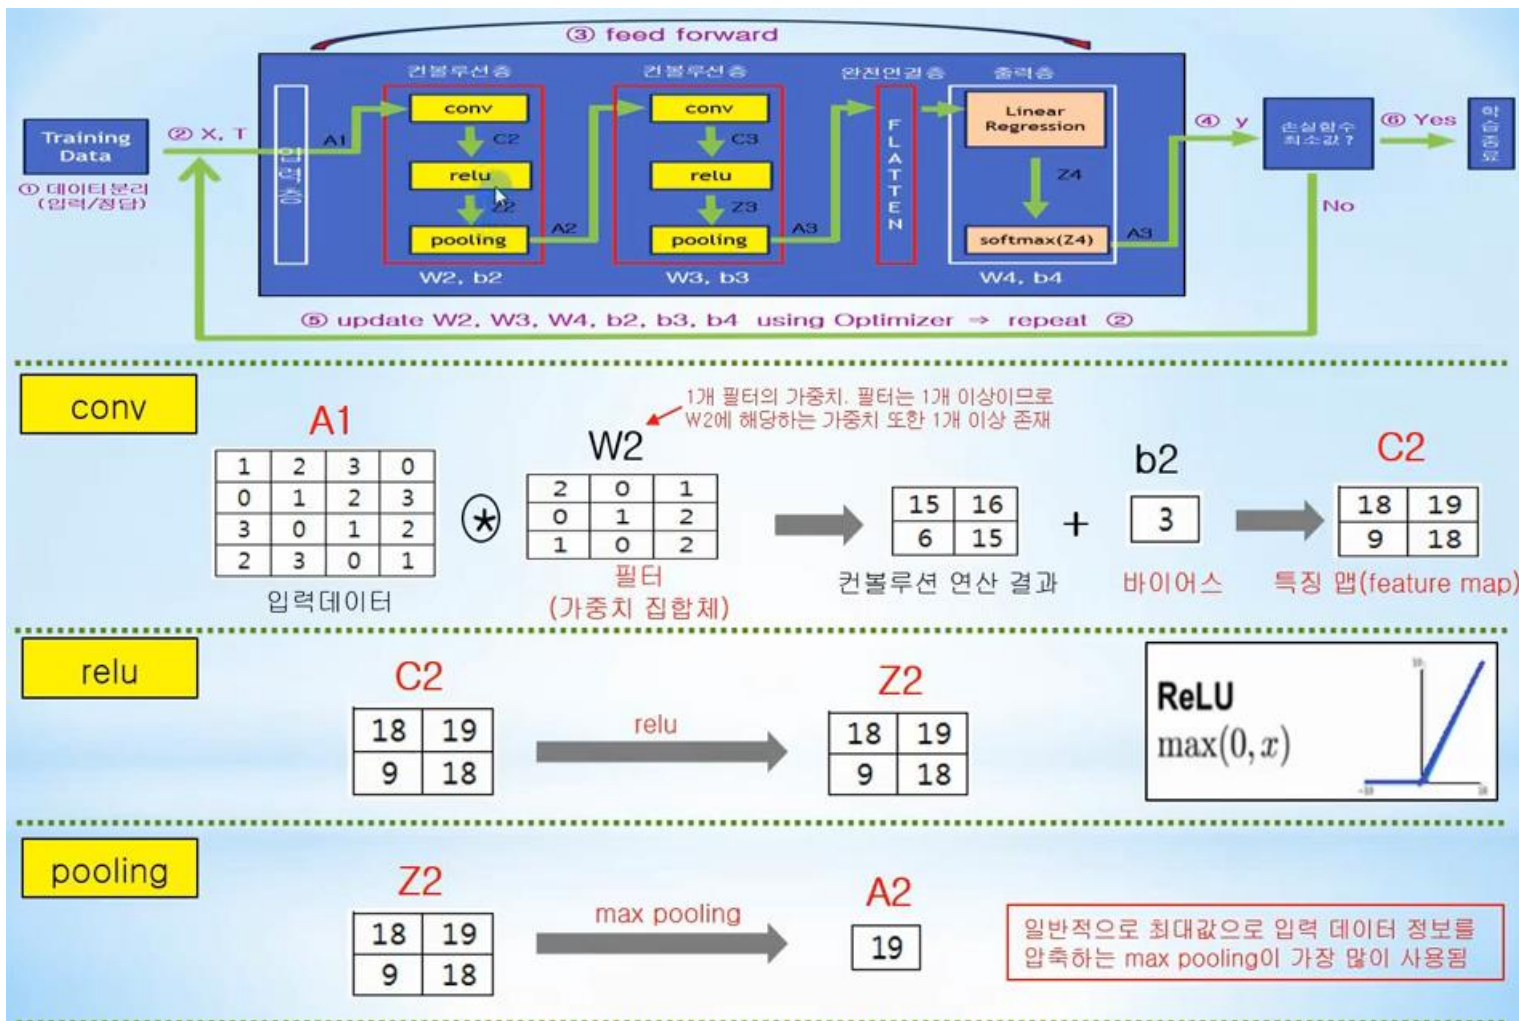 ③ feed forward
컨볼루션층
컨볼루션층
완전연결층
출력층
Training
Data
① 데이터분리
(입력/정답)
② X, T
입력층
A1
conv
C2
relu
Z2
pooling
W2, b2
A2
conv
C3
relu
Z3
pooling
W3, b3
A3
FLATTEN
Linear
Regression
Z4
softmax(Z4)
W4, b4
A3
④ y
손실함수
최소값?
⑥ Yes
학습종료
No
⑤ update W2, W3, W4, b2, b3, b4 using Optimizer ⇒ repeat ②
conv
A1
1 2 3 0
0 1 2 3
3 0 1 2
2 3 0 1
입력데이터
*
1개 필터의 가중치. 필터는 1개 이상이므로
W2에 해당하는 가중치 또한 1개 이상 존재
W2
2 0 1
0 1 2
1 0 2
필터
(가중치 집합체)
15 16
6 15
컨볼루션 연산 결과
+
b2
3
바이어스
C2
18 19
9 18
특징 맵(feature map)
relu
C2
18 19
9 18
relu
Z2
18 19
9 18
ReLU
max(0, x)
10
-10 10
pooling
Z2
18 19
9 18
max pooling
A2
19
일반적으로 최대값으로 입력 데이터 정보를
압축하는 max pooling이 가장 많이 사용됨